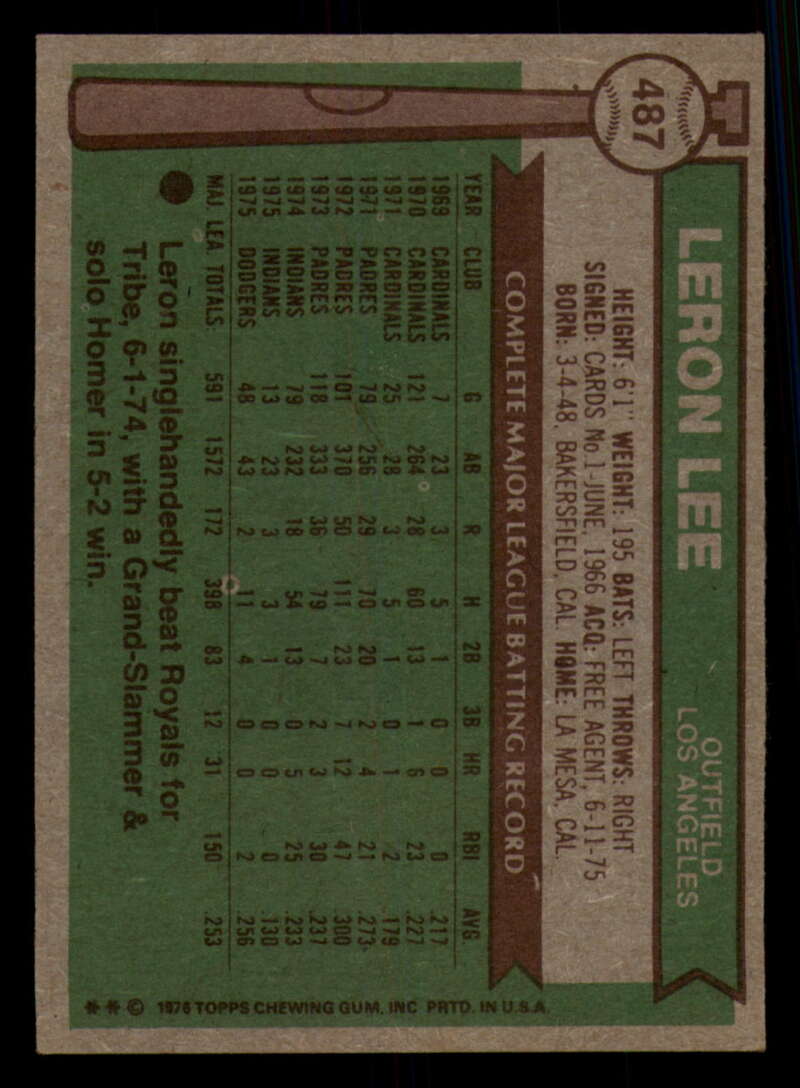 487
LERON LEE
OUTFIELD
LOS ANGELES
HEIGHT: 6'1" WEIGHT: 195 BATS: LEFT THROWS: RIGHT
SIGNED: CARDS No.1-JUNE, 1966 ACQ: FREE AGENT, 6-11-75
BORN: 3-4-48, BAKERSFIELD, CAL. HOME: LA MESA, CAL.
COMPLETE MAJOR LEAGUE BATTING RECORD
YEAR CLUB G AB R H 2B 3B HR RBI AVG
1969 CARDINALS 7 23 3 5 1 0 0 0 .217
1970 CARDINALS 121 264 28 60 13 1 6 23 .227
1971 CARDINALS 25 28 3 5 1 0 1 2 .179
1971 PADRES 79 256 29 70 20 2 4 21 .273
1972 PADRES 101 370 50 111 23 7 12 47 .300
1973 PADRES 118 333 36 79 7 2 3 30 .237
1974 INDIANS 79 232 18 54 13 0 5 25 .233
1975 INDIANS 13 23 3 3 1 0 0 0 .130
1975 DODGERS 48 43 2 11 4 0 0 2 .256
MAJ. LEA. TOTALS 591 1572 172 398 83 12 31 150 .253
Leron singlehandedly beat Royals for
Tribe, 6-1-74, with a Grand-Slammer &
solo Homer in 5-2 win.
** © 1976 TOPPS CHEWING GUM, INC PRTD. IN U.S.A.